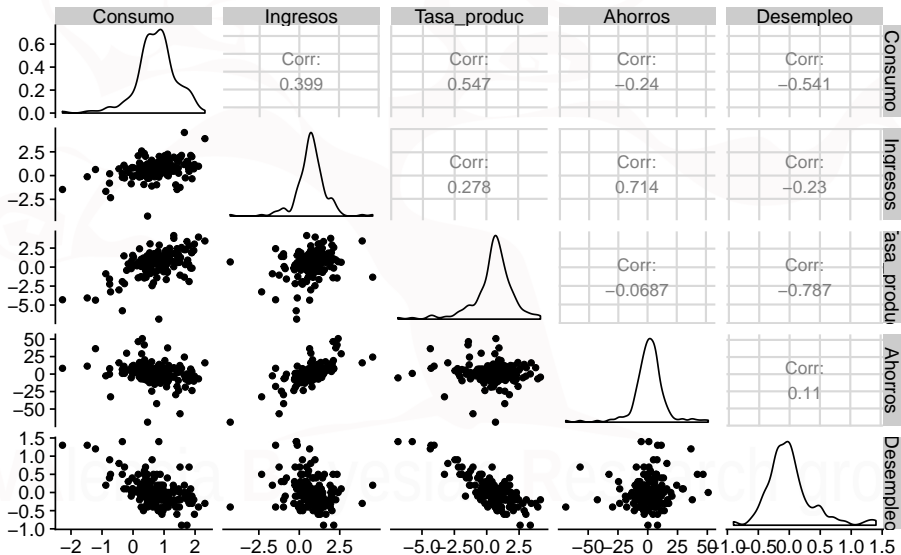 Consumo Ingresos Tasa_produc Ahorros Desempleo
0.6
0.4
0.2
0.0
Corr:
0.399
Corr:
0.547
Corr:
−0.24
Corr:
−0.541
Consumo
2.5
0.0
−2.5
Corr:
0.278
Corr:
0.714
Corr:
−0.23
Ingresos
2.5
0.0
−2.5
−5.0
Corr:
−0.0687
Corr:
−0.787
Tasa_produc
50
25
0
−25
−50
Corr:
0.11
Ahorros
1.5
1.0
0.5
0.0
−0.5
−1.0
Desempleo
−2 −1 0 1 2 −2.5 0.0 2.5 −5.0 −2.5 0.0 2.5 −50 −25 0 25 50 −1.0 −0.5 0.0 0.5 1.0 1.5
Valencia Bayesian Research group